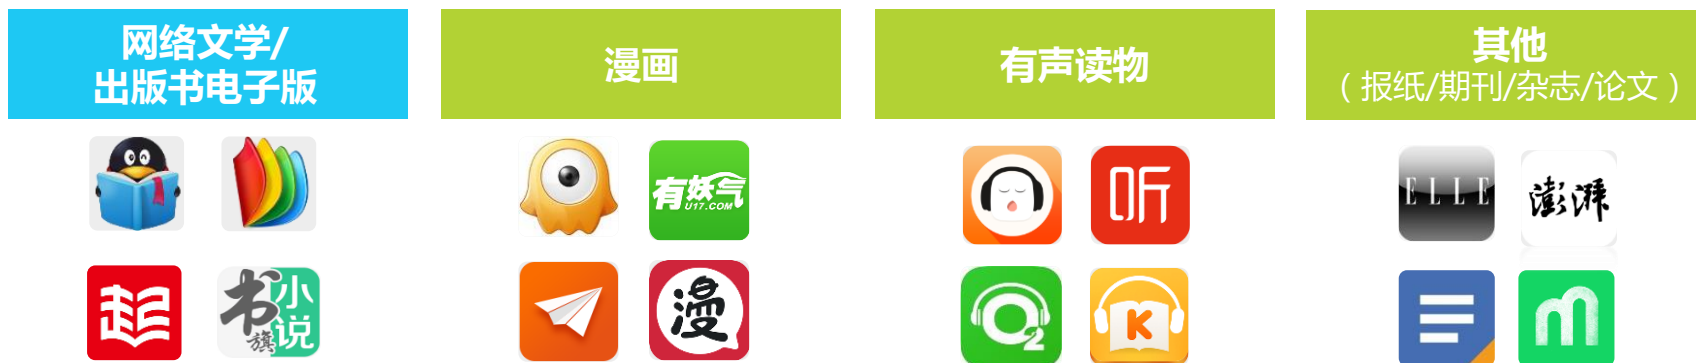 网络文学/
出版书电子版
漫画
有声读物
其他
（报纸/期刊/杂志/论文）
有妖气
U17.COM
听
ELLE
澎湃
起
书旗
小说
漫
O2
K
m